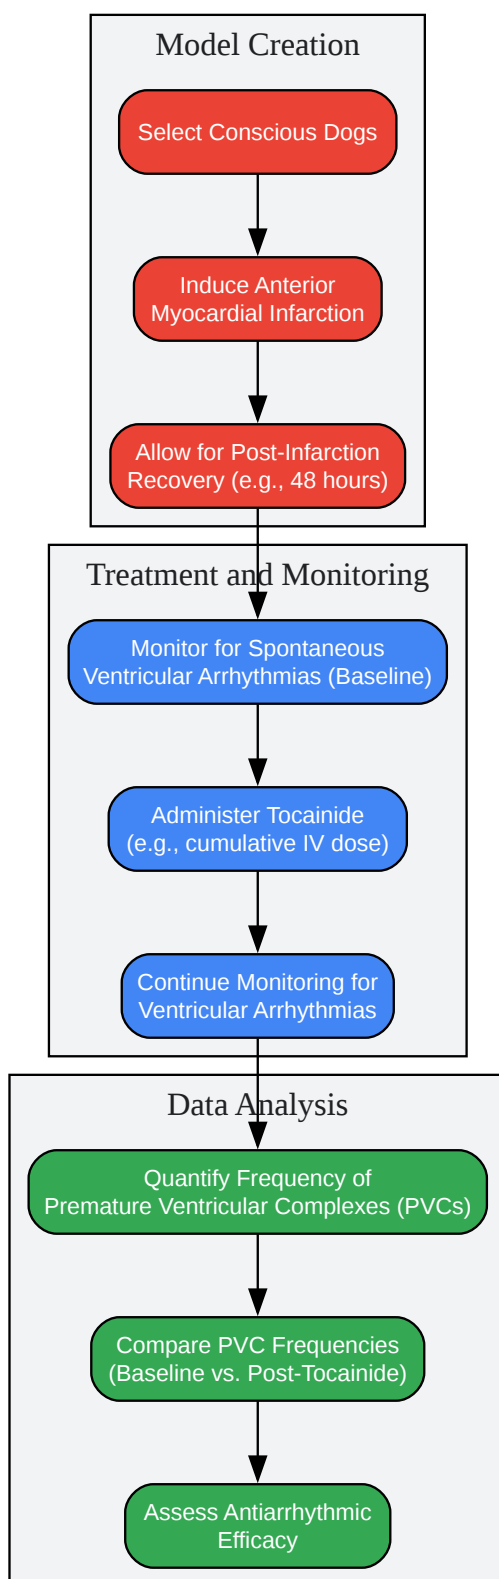 Model Creation
Select Conscious Dogs
Induce Anterior
Myocardial Infarction
Allow for Post-Infarction
Recovery (e.g., 48 hours)
Treatment and Monitoring
Monitor for Spontaneous
Ventricular Arrhythmias (Baseline)
Administer Tocainide
(e.g., cumulative IV dose)
Continue Monitoring for
Ventricular Arrhythmias
Data Analysis
Quantify Frequency of
Premature Ventricular Complexes (PVCs)
Compare PVC Frequencies
(Baseline vs. Post-Tocainide)
Assess Antiarrhythmic
Efficacy